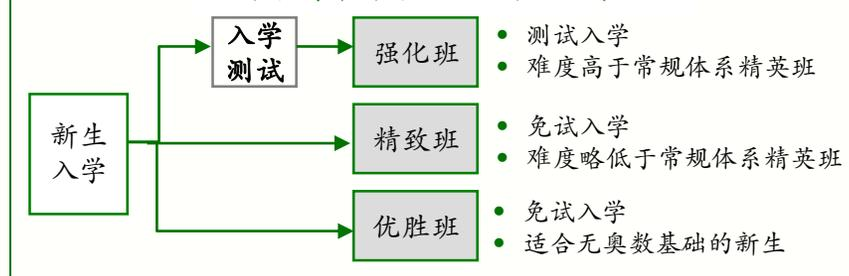 入学
测试
强化班
• 测试入学
• 难度高于常规体系精英班
新生
入学
精致班
• 免试入学
• 难度略低于常规体系精英班
优胜班
• 免试入学
• 适合无奥数基础的新生